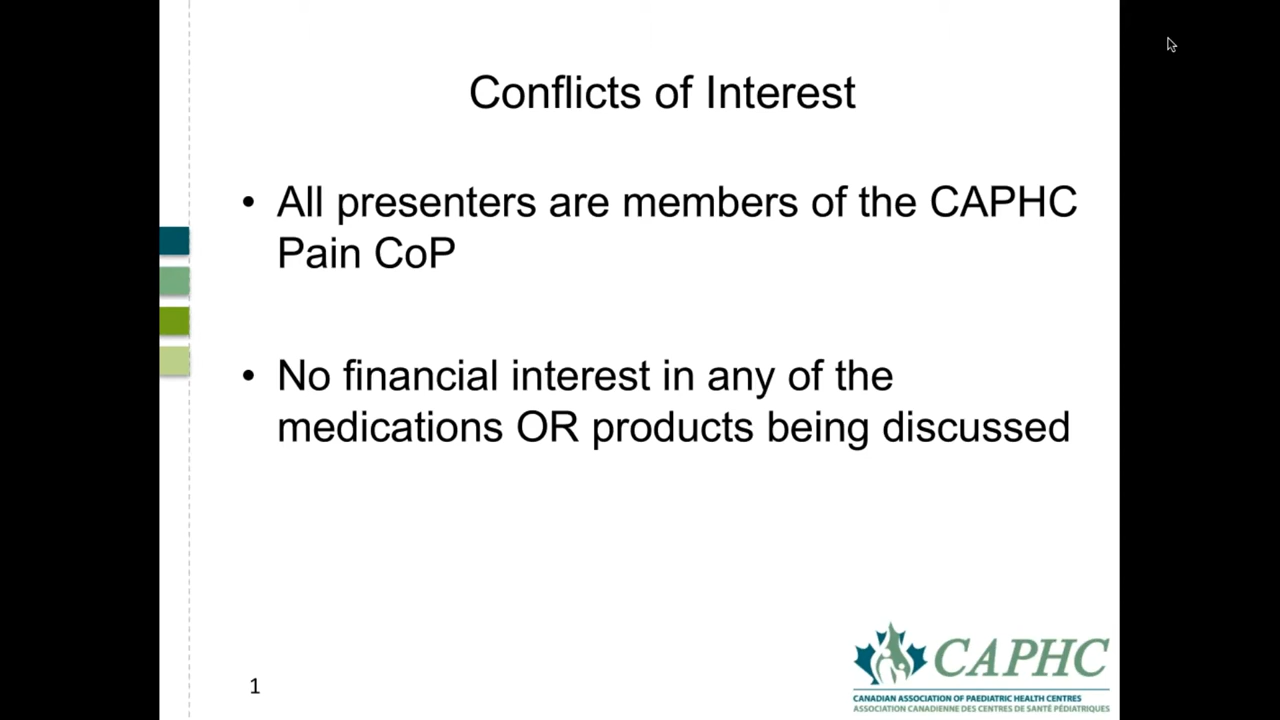 Conflicts of Interest
• All presenters are members of the CAPHC
Pain CoP
• No financial interest in any of the
medications OR products being discussed
1
CAPHC
CANADIAN ASSOCIATION OF PAEDIATRIC HEALTH CENTRES
ASSOCIATION CANADIENNE DES CENTRES DE SANTÉ PÉDIATRIQUES